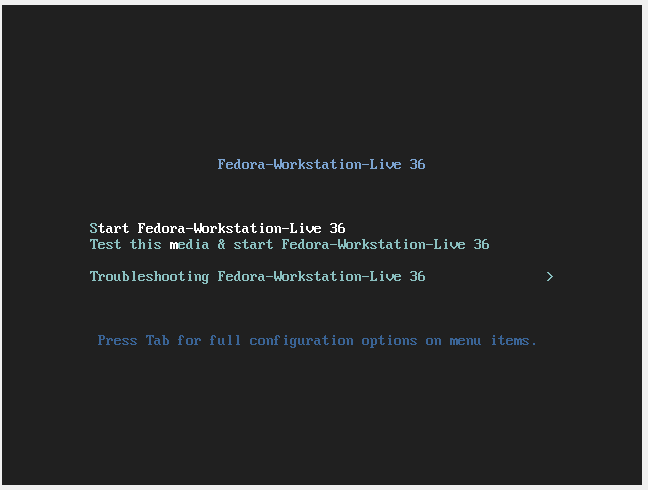 Fedora-Workstation-Live 36
Start Fedora-Workstation-Live 36
Test this media & start Fedora-Workstation-Live 36
Troubleshooting Fedora-Workstation-Live 36 >
Press Tab for full configuration options on menu items.